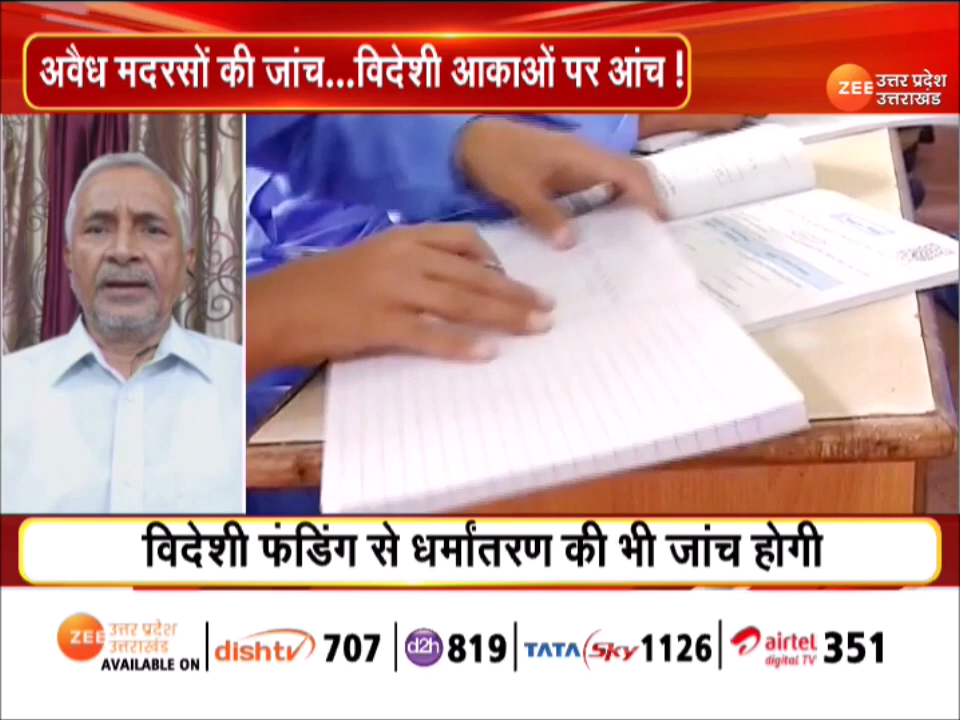 अवैध मदरसों की जांच...विदेशी आकाओं पर आंच !
ZEE उत्तर प्रदेश
उत्तराखंड
विदेशी फंडिंग से धर्मांतरण की भी जांच होगी
ZEE उत्तर प्रदेश
उत्तराखंड
AVAILABLE ON
dishtv 707
d2h 819
TATA Sky 1126
airtel
digital TV 351